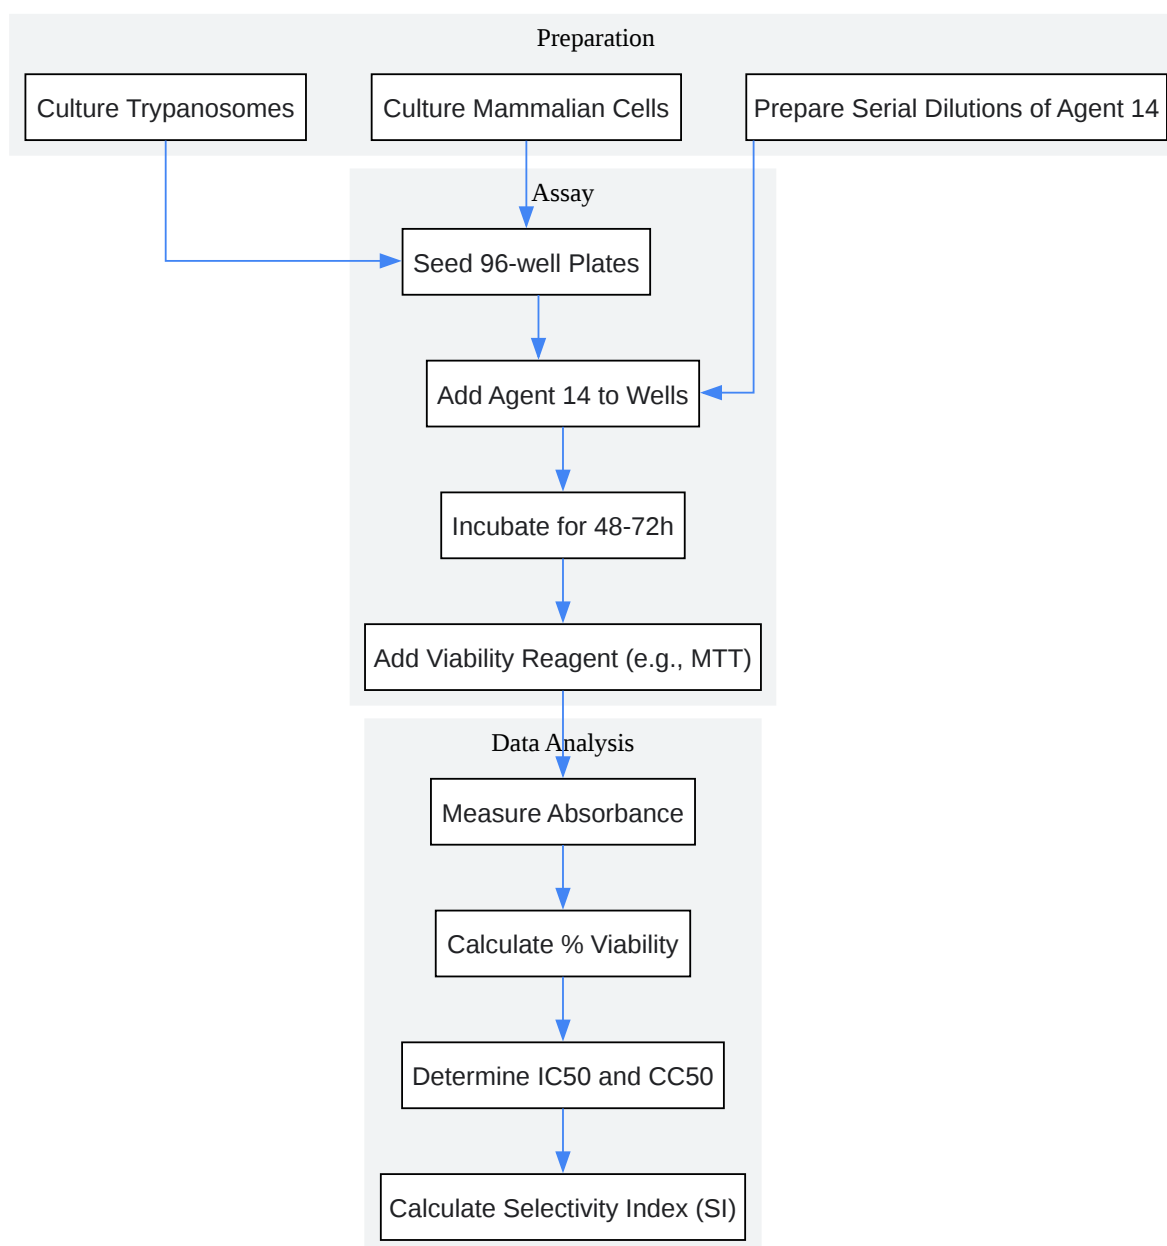 Preparation
Culture Trypanosomes
Culture Mammalian Cells
Prepare Serial Dilutions of Agent 14
Assay
Seed 96-well Plates
Add Agent 14 to Wells
Incubate for 48-72h
Add Viability Reagent (e.g., MTT)
Data Analysis
Measure Absorbance
Calculate % Viability
Determine IC50 and CC50
Calculate Selectivity Index (SI)